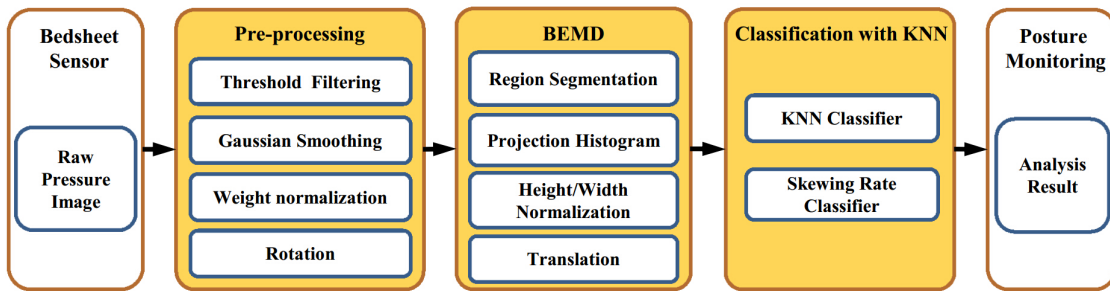 Bedsheet
Sensor
Raw
Pressure
Image
Pre-processing
Threshold Filtering
Gaussian Smoothing
Weight normalization
Rotation
BEMD
Region Segmentation
Projection Histogram
Height/Width
Normalization
Translation
Classification with KNN
KNN Classifier
Skewing Rate
Classifier
Posture
Monitoring
Analysis
Result